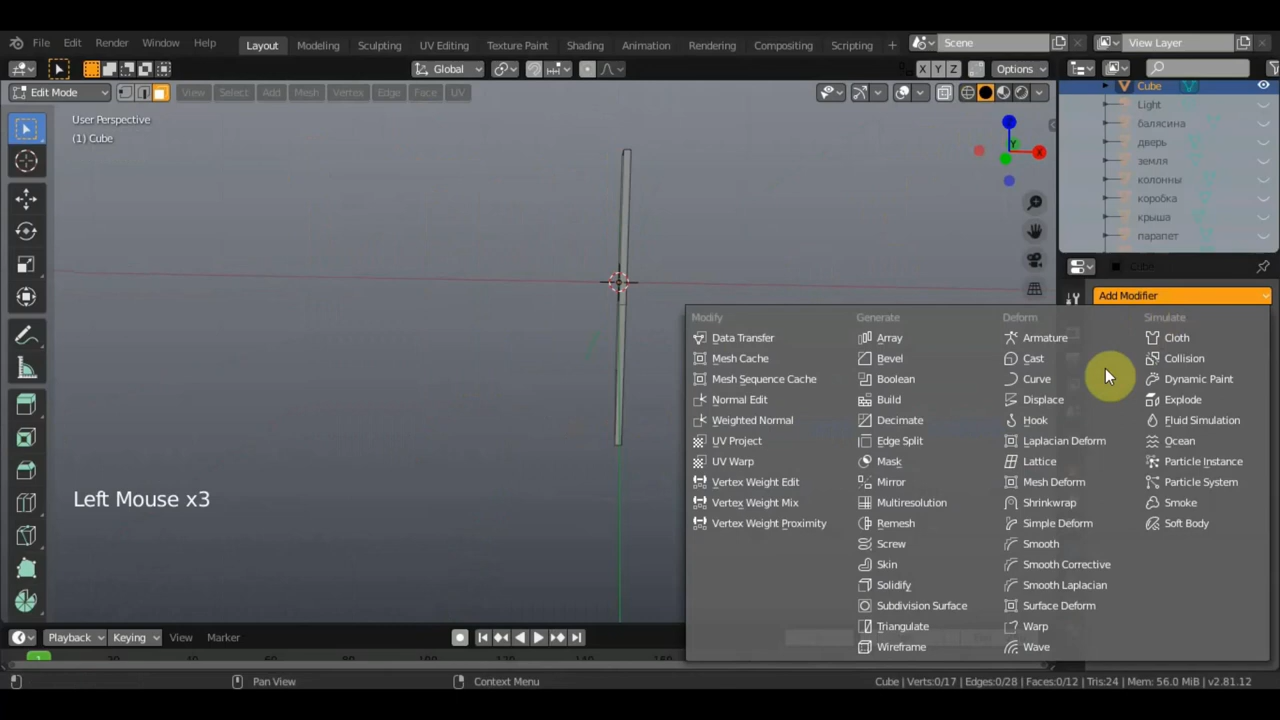 File Edit Render Window Help Layout Modeling Sculpting UV Editing Texture Paint Shading Animation Rendering Compositing Scripting + Scene View Layer
Global X Y Z Options
Edit Mode View Select Add Mesh Vertex Edge Face UV
Cube
Light
балясина
дверь
земля
колонны
коробка
крыша
парапет
User Perspective
(1) Cube
Z
Y
X
Cube
Add Modifier
Modify
Data Transfer
Mesh Cache
Mesh Sequence Cache
Normal Edit
Weighted Normal
UV Project
UV Warp
Vertex Weight Edit
Vertex Weight Mix
Vertex Weight Proximity
Generate
Array
Bevel
Boolean
Build
Decimate
Edge Split
Mask
Mirror
Multiresolution
Remesh
Screw
Skin
Solidify
Subdivision Surface
Triangulate
Wireframe
Deform
Armature
Cast
Curve
Displace
Hook
Laplacian Deform
Lattice
Mesh Deform
Shrinkwrap
Simple Deform
Smooth
Smooth Corrective
Smooth Laplacian
Surface Deform
Warp
Wave
Simulate
Cloth
Collision
Dynamic Paint
Explode
Fluid Simulation
Ocean
Particle Instance
Particle System
Smoke
Soft Body
Left Mouse x3
Playback Keying View Marker
1
Pan View Context Menu Cube | Verts:0/17 | Edges:0/28 | Faces:0/12 | Tris:24 | Mem: 56.0 MiB | v2.81.12